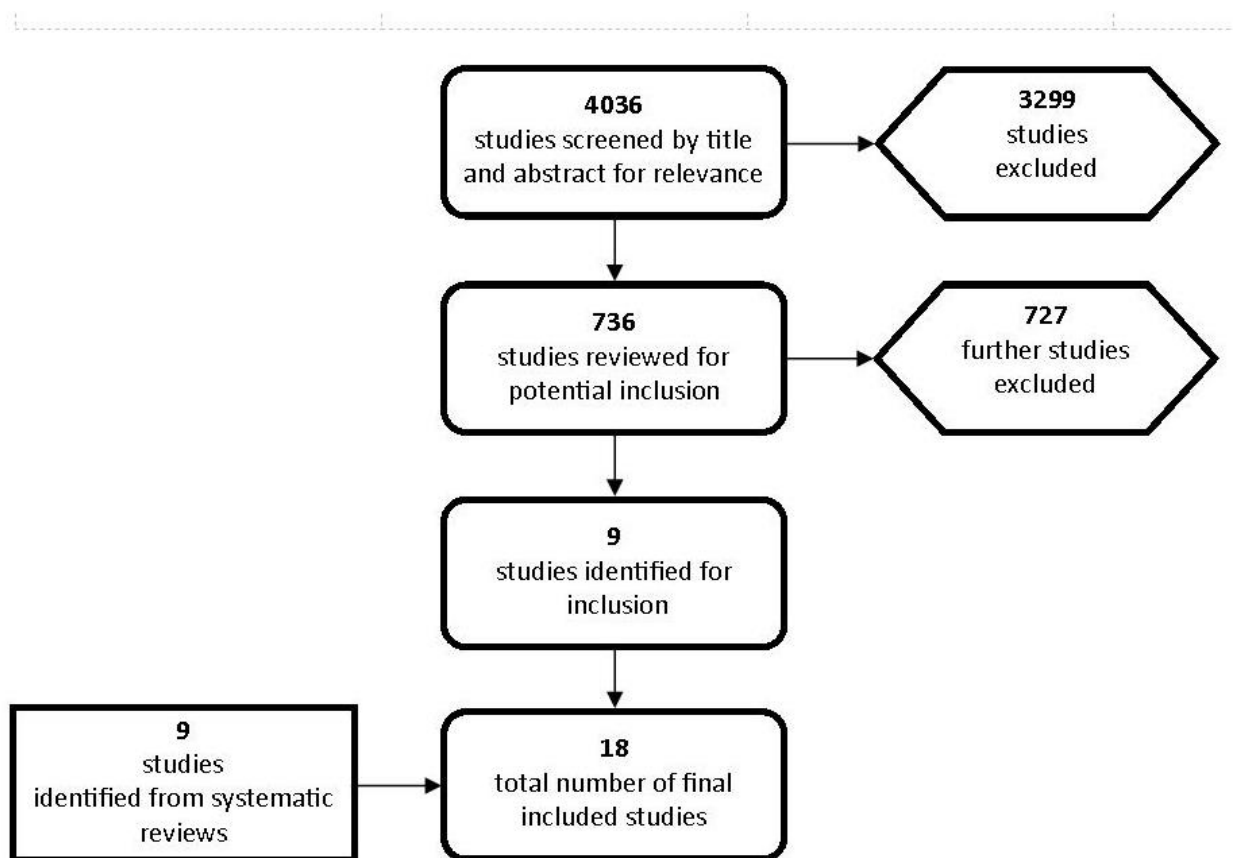 4036
studies screened by title
and abstract for relevance
3299
studies
excluded
736
studies reviewed for
potential inclusion
727
further studies
excluded
9
studies identified for
inclusion
9
studies
identified from systematic
reviews
18
total number of final
included studies